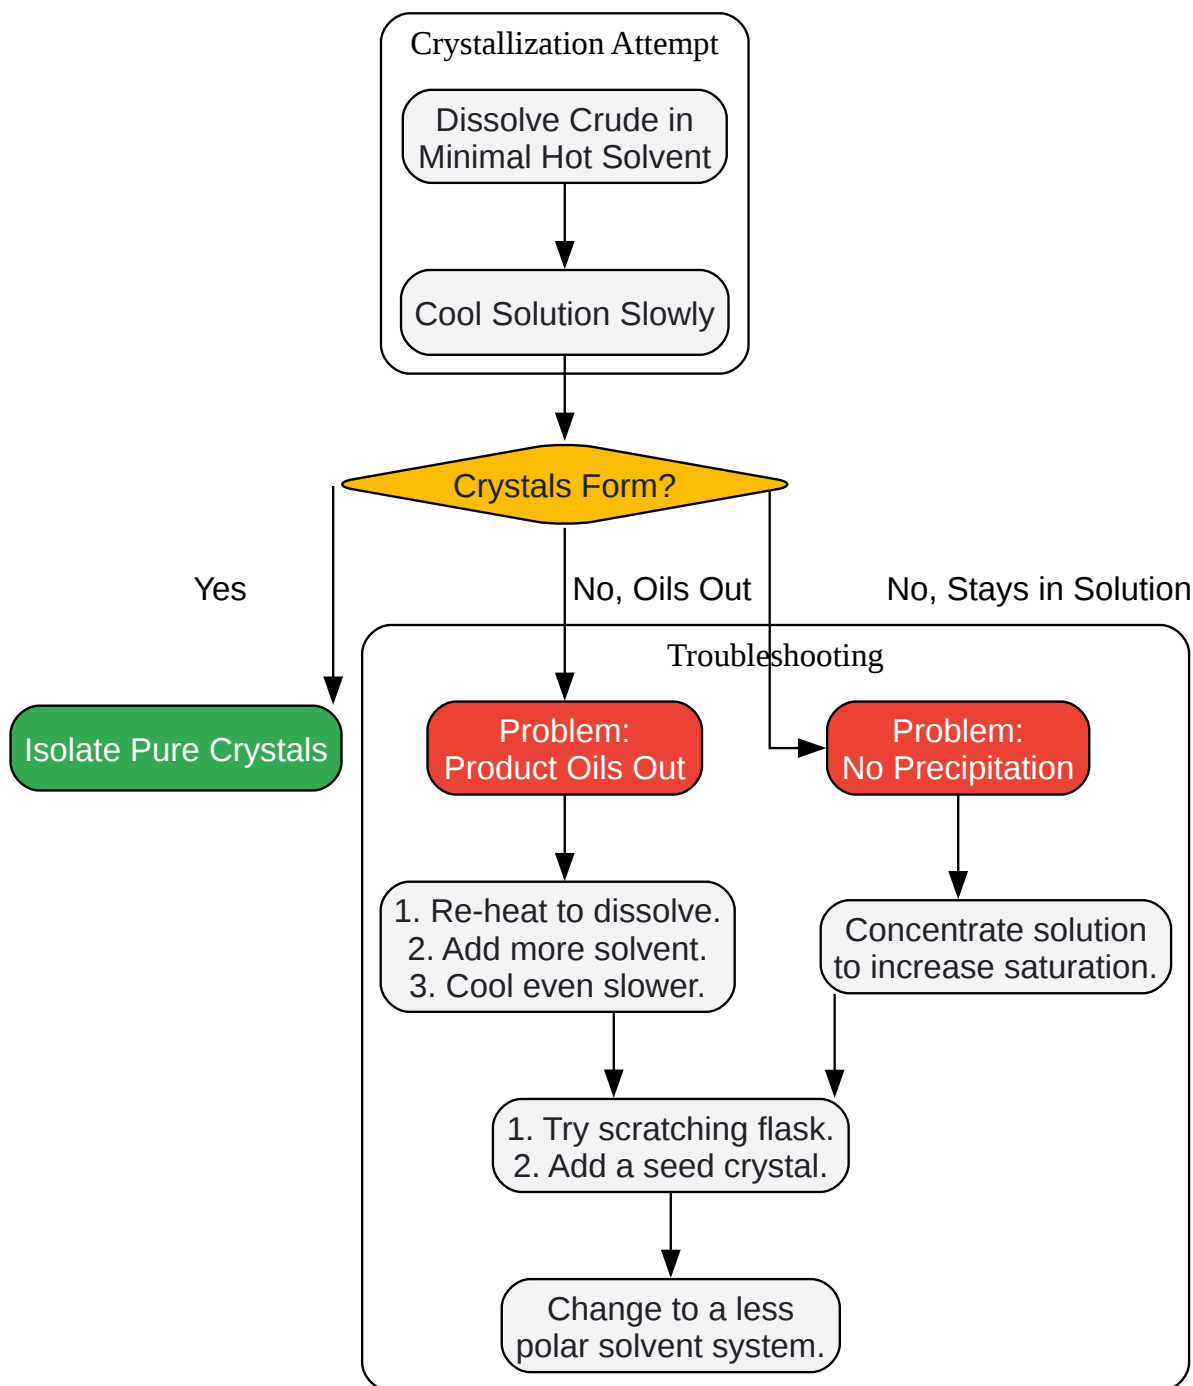 Crystallization Attempt
Dissolve Crude in
Minimal Hot Solvent
Cool Solution Slowly
Crystals Form?
Yes
No, Oils Out
No, Stays in Solution
Troubleshooting
Isolate Pure Crystals
Problem:
Product Oils Out
Problem:
No Precipitation
1. Re-heat to dissolve.
2. Add more solvent.
3. Cool even slower.
Concentrate solution
to increase saturation.
1. Try scratching flask.
2. Add a seed crystal.
Change to a less
polar solvent system.